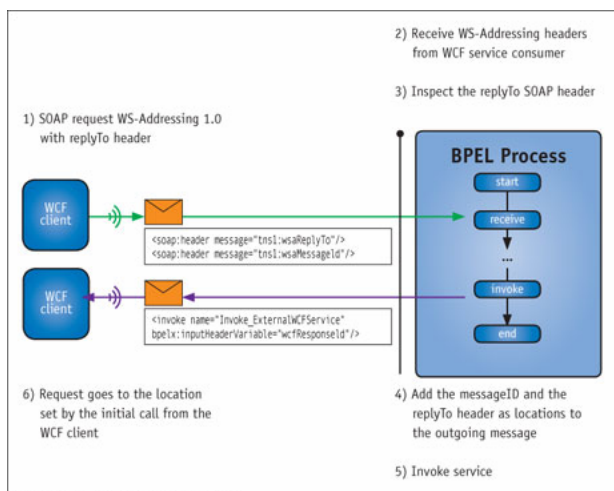 2) Receive WS-Addressing headers
from WCF service consumer
3) Inspect the replyTo SOAP header
1) SOAP request WS-Addressing 1.0
with replyTo header
BPEL Process
start
WCF
client
receive
<soap:header message="tns1:wsaReplyTo"/>
<soap:header message="tns1:wsaMessageId"/>
...
WCF
client
invoke
<invoke name="Invoke_ExternalWCFService"
bpelx:inputHeaderVariable="wcfResponseId"/>
end
6) Request goes to the location
set by the initial call from the
WCF client
4) Add the messageID and the
replyTo header as locations to
the outgoing message
5) Invoke service